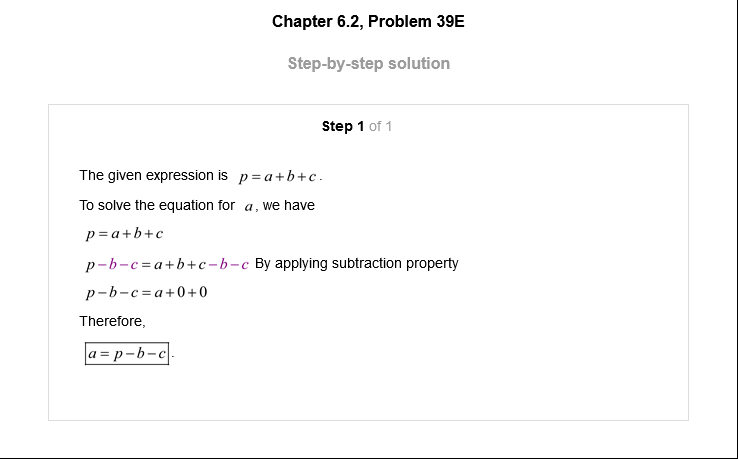 Chapter 6.2, Problem 39E
Step-by-step solution
Step 1 of 1
The given expression is p=a+b+c.
To solve the equation for a, we have
p=a+b+c
p−b−c=a+b+c−b−c By applying subtraction property
p−b−c=a+0+0
Therefore,
a=p−b−c.